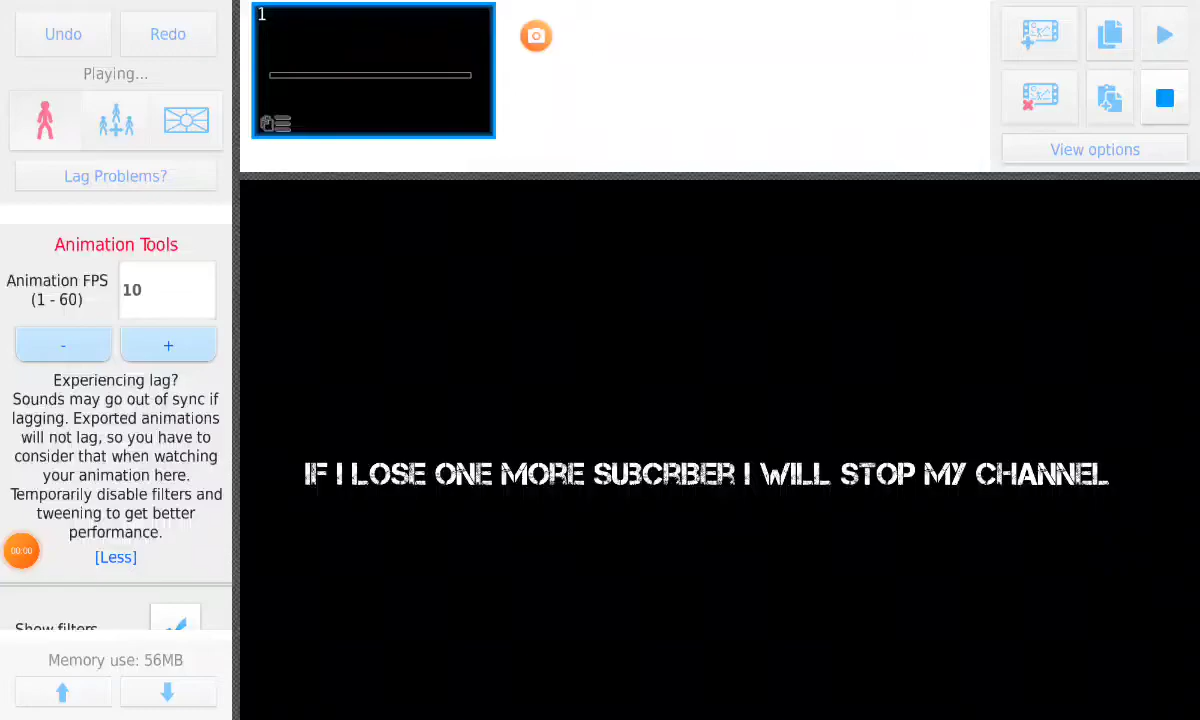 Undo
Redo
Playing...
Lag Problems?
Animation Tools
Animation FPS
(1 - 60)
10
-
+
Experiencing lag?
Sounds may go out of sync if
lagging. Exported animations
will not lag, so you have to
consider that when watching
your animation here.
Temporarily disable filters and
tweening to get better
performance.
00:00
[Less]
Show filters
Memory use: 56MB
1
View options
IF I LOSE ONE MORE SUBCRBER I WILL STOP MY CHANNEL